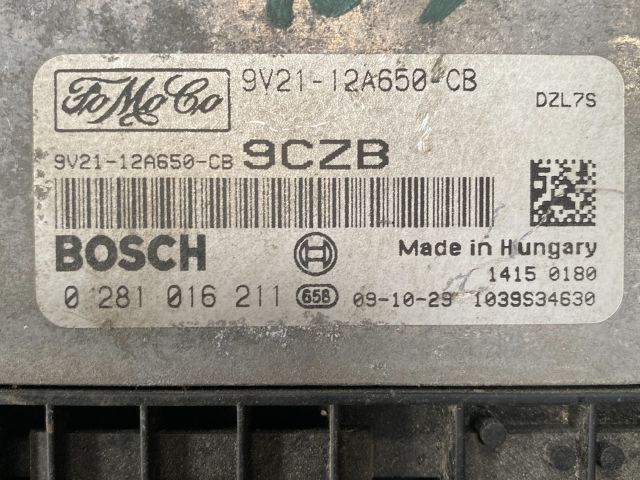 FoMoCo 9V21-12A650-CB
DZL7S
9V21-12A650-CB 9CZB
BOSCH
Made in Hungary
1415 0180
0 281 016 211 658 09-10-29 1039S34630